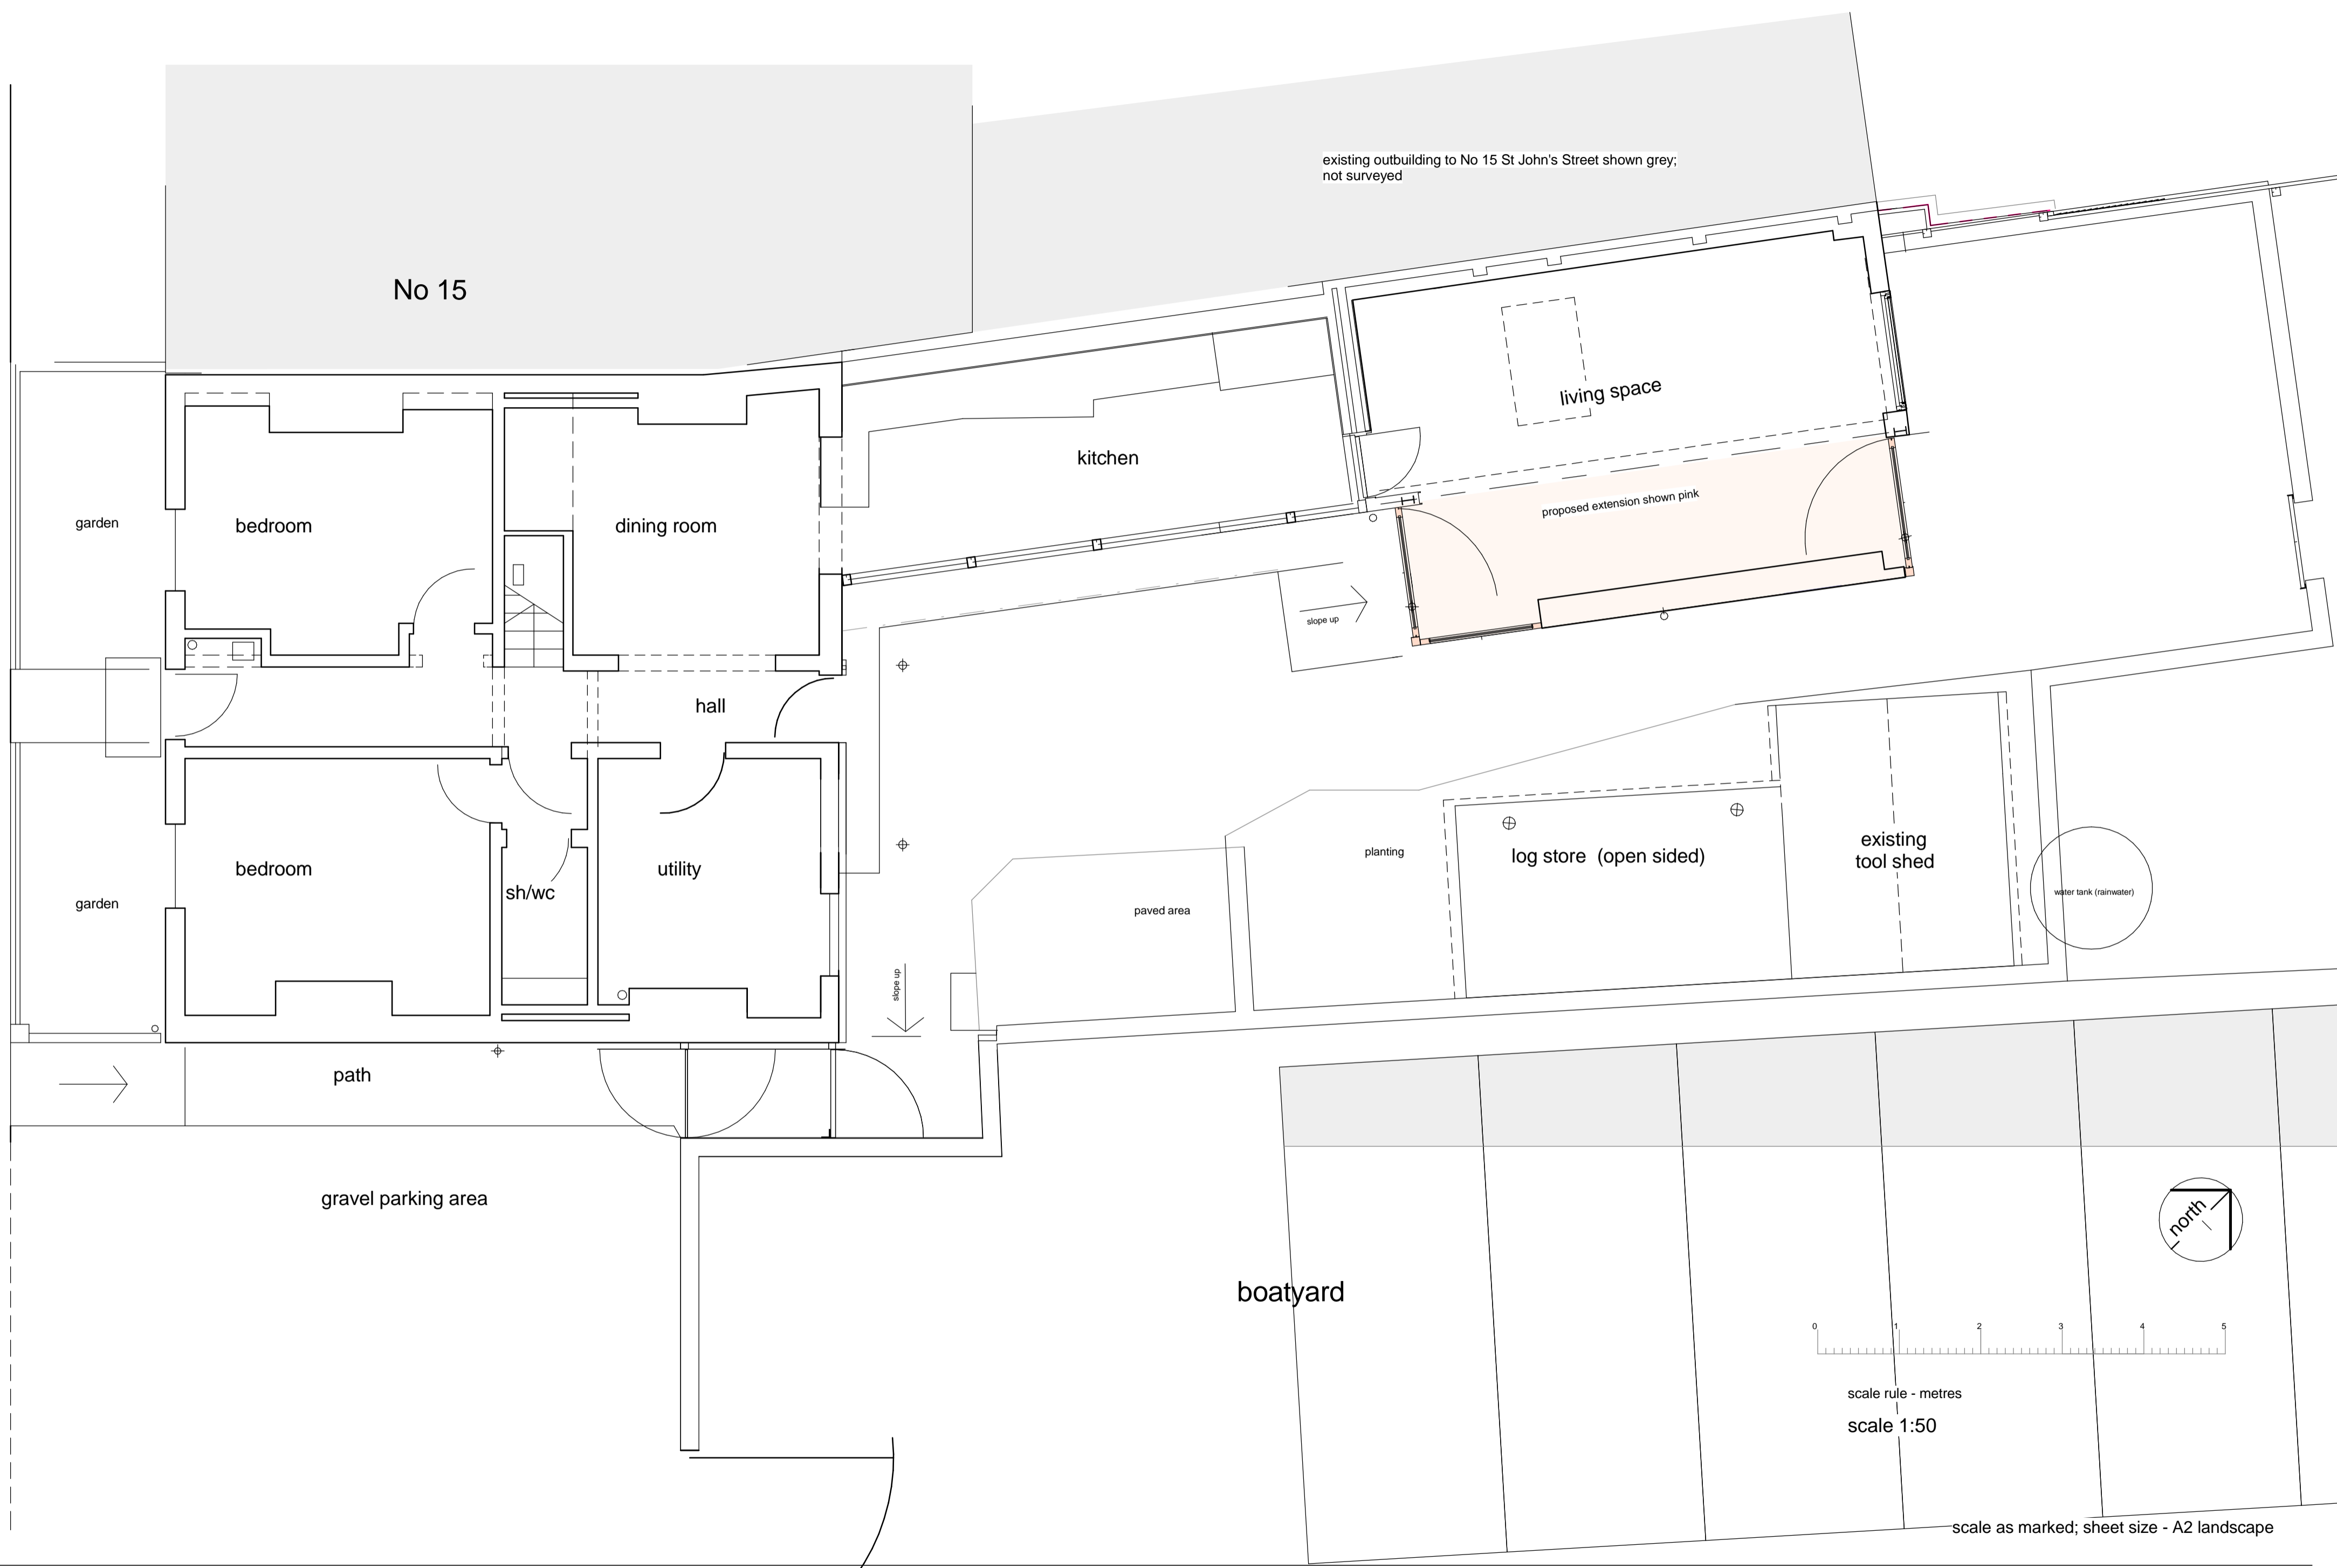 existing outbuilding to No 15 St John's Street shown grey;
not surveyed
No 15
living space
kitchen
proposed extension shown pink
garden
bedroom
dining room
slope up
hall
existing
tool shed
log store (open sided)
planting
bedroom
utility
sh/wc
water tank (rainwater)
garden
paved area
slope up
path
gravel parking area
north
boatyard
0 1 2 3 4 5
scale rule - metres
scale 1:50
scale as marked; sheet size - A2 landscape